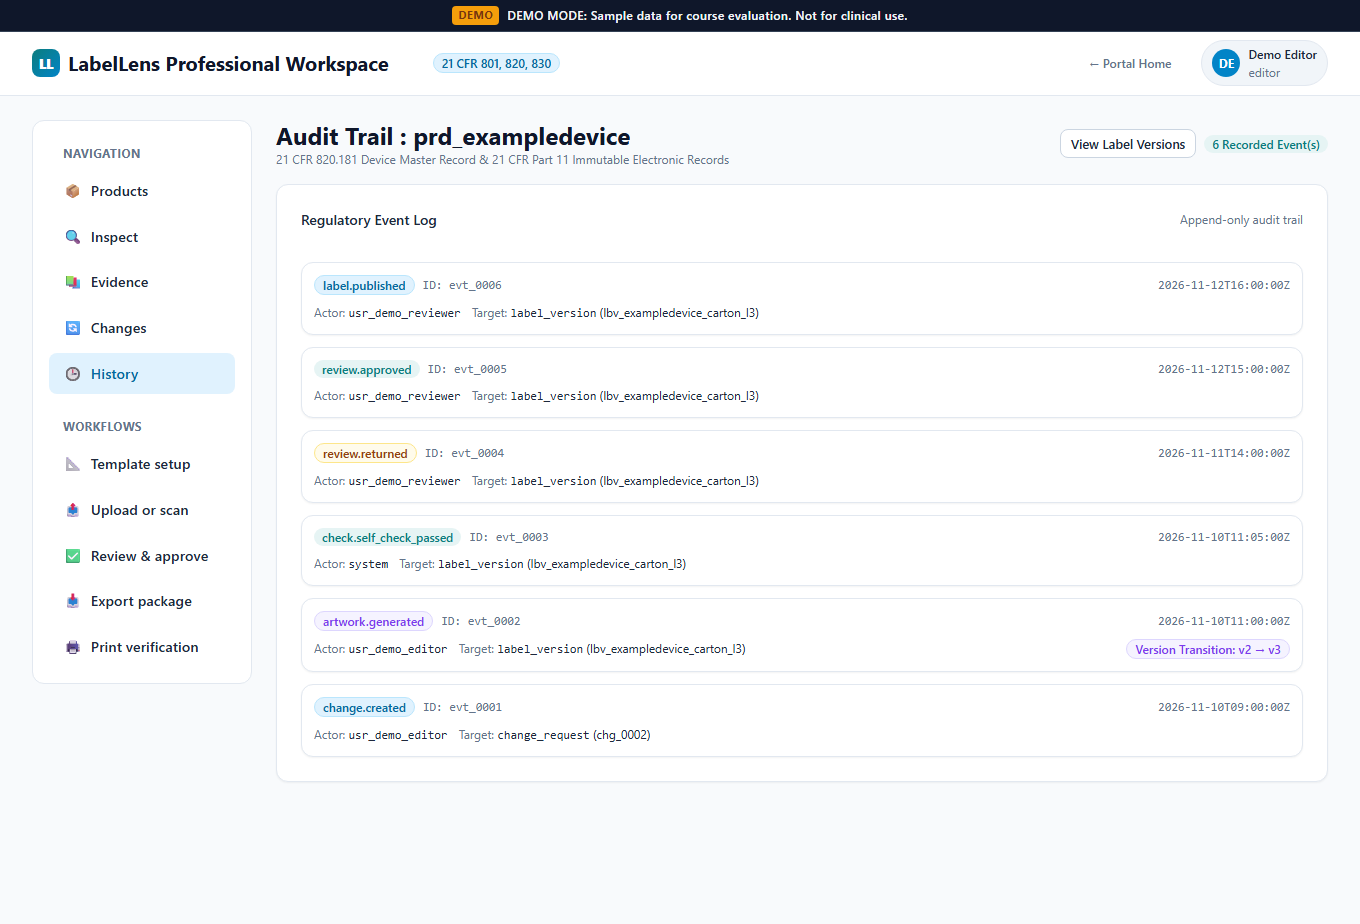 DEMO DEMO MODE: Sample data for course evaluation. Not for clinical use.
LL LabelLens Professional Workspace 21 CFR 801, 820, 830 ← Portal Home DE Demo Editor
editor
NAVIGATION
Products
Inspect
Evidence
Changes
History
WORKFLOWS
Template setup
Upload or scan
Review & approve
Export package
Print verification
Audit Trail : prd_exampledevice
21 CFR 820.181 Device Master Record & 21 CFR Part 11 Immutable Electronic Records
View Label Versions 6 Recorded Event(s)
Regulatory Event Log Append-only audit trail
label.published ID: evt_0006 2026-11-12T16:00:00Z
Actor: usr_demo_reviewer Target: label_version (lbv_exampledevice_carton_l3)
review.approved ID: evt_0005 2026-11-12T15:00:00Z
Actor: usr_demo_reviewer Target: label_version (lbv_exampledevice_carton_l3)
review.returned ID: evt_0004 2026-11-11T14:00:00Z
Actor: usr_demo_reviewer Target: label_version (lbv_exampledevice_carton_l3)
check.self_check_passed ID: evt_0003 2026-11-10T11:05:00Z
Actor: system Target: label_version (lbv_exampledevice_carton_l3)
artwork.generated ID: evt_0002 2026-11-10T11:00:00Z
Actor: usr_demo_editor Target: label_version (lbv_exampledevice_carton_l3) Version Transition: v2 → v3
change.created ID: evt_0001 2026-11-10T09:00:00Z
Actor: usr_demo_editor Target: change_request (chg_0002)